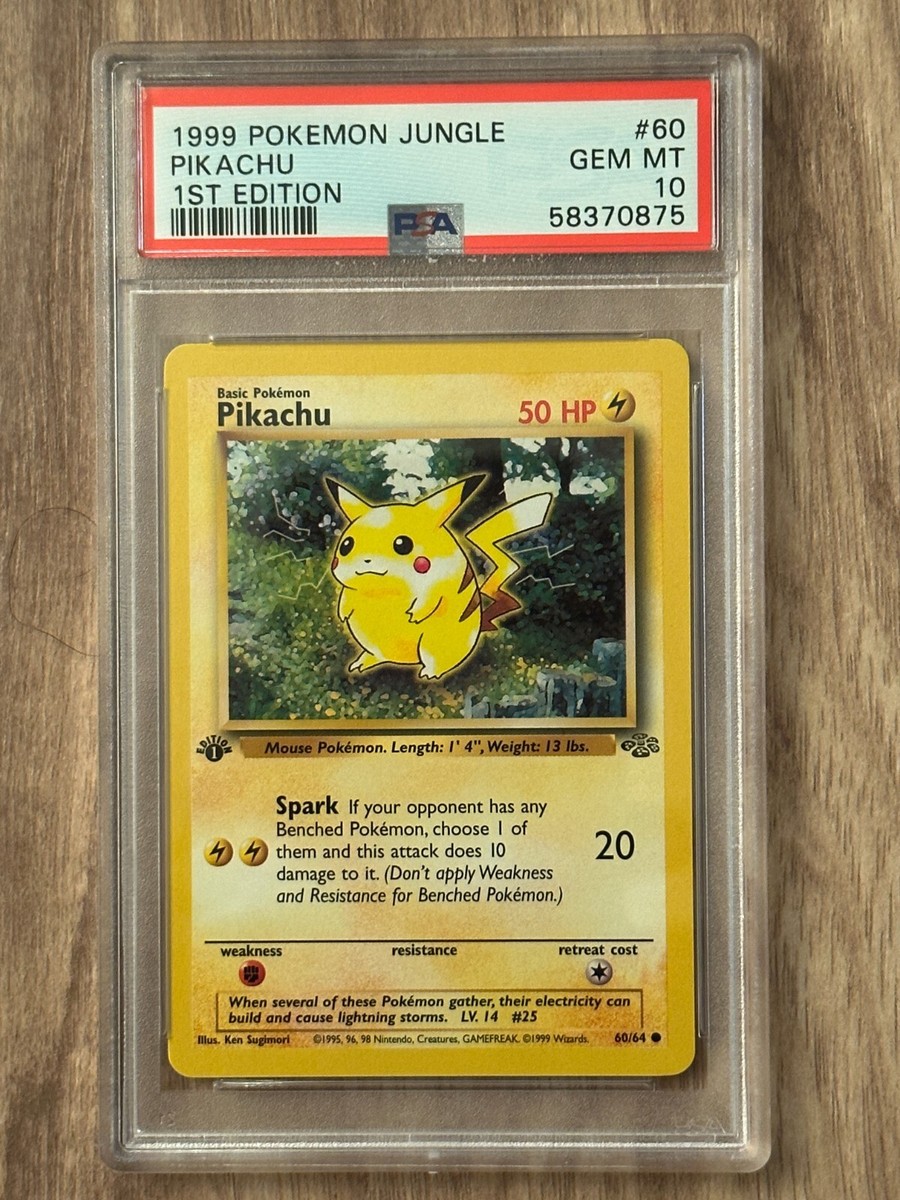 1999 POKEMON JUNGLE #60
PIKACHU GEM MT
1ST EDITION 10
58370875
PSA
Basic Pokémon
Pikachu 50 HP
EDITION
1
Mouse Pokémon. Length: 1' 4", Weight: 13 lbs.
Spark If your opponent has any
Benched Pokémon, choose 1 of
them and this attack does 10
damage to it. (Don't apply Weakness
and Resistance for Benched Pokémon.)
20
weakness resistance retreat cost
When several of these Pokémon gather, their electricity can
build and cause lightning storms. LV. 14 #25
Illus. Ken Sugimori ©1995, 96, 98 Nintendo, Creatures, GAMEFREAK. ©1999 Wizards. 60/64 ●
PSA